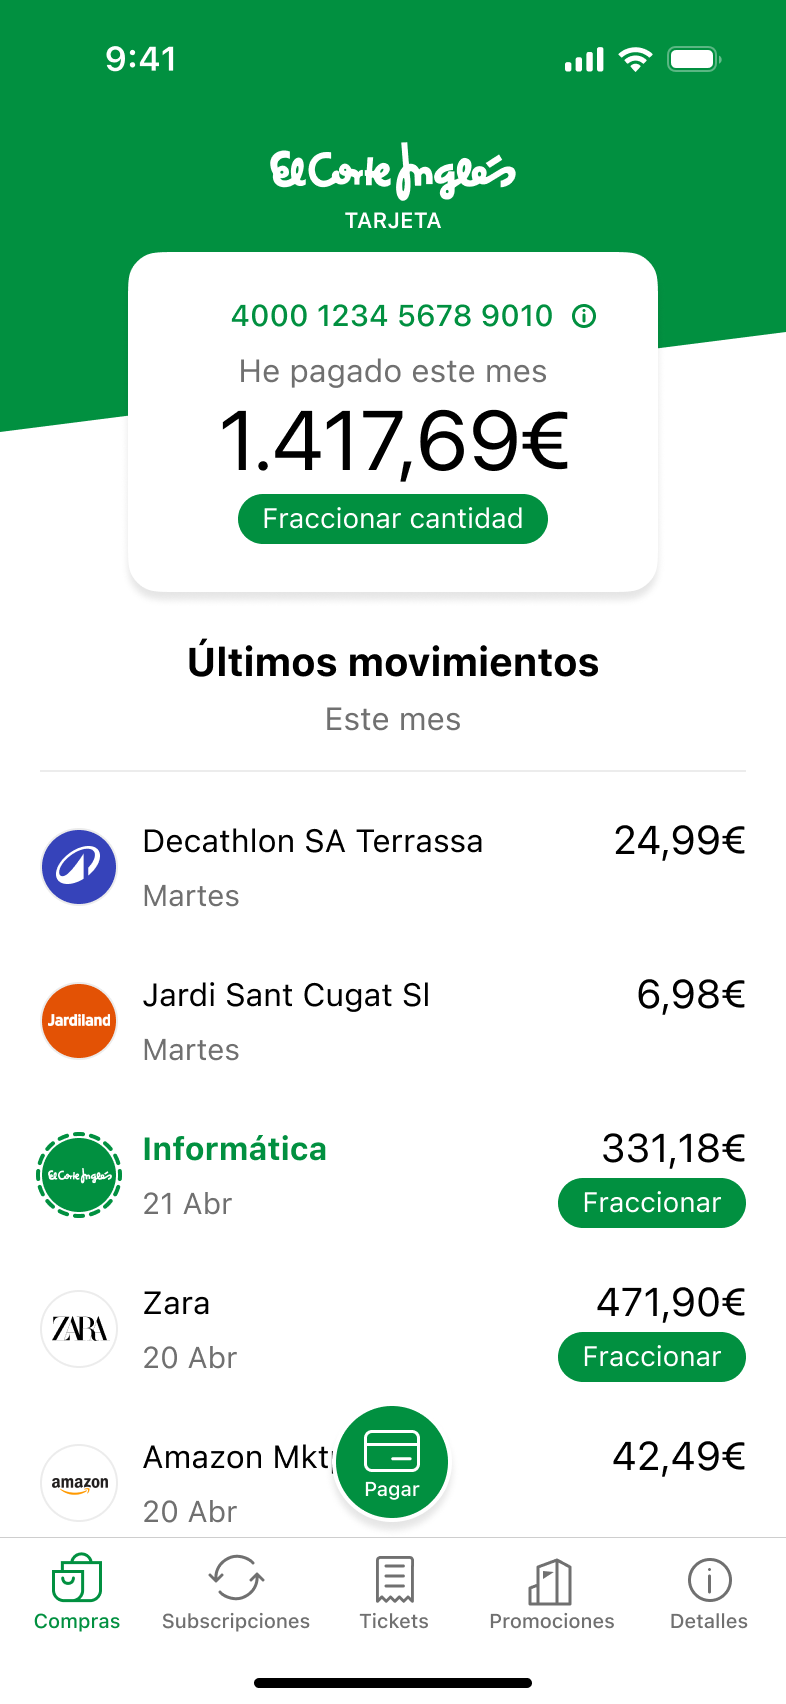 9:41
El Corte Inglés
TARJETA
4000 1234 5678 9010
He pagado este mes
1.417,69€
Fraccionar cantidad
Últimos movimientos
Este mes
Decathlon SA Terrassa
24,99€
Martes
Jardiland
Jardi Sant Cugat Sl
6,98€
Martes
El Corte Inglés
Informática
331,18€
21 Abr
Fraccionar
ZARA
Zara
471,90€
20 Abr
Fraccionar
amazon
Amazon Mktp
42,49€
20 Abr
Pagar
Compras
Subscripciones
Tickets
Promociones
Detalles